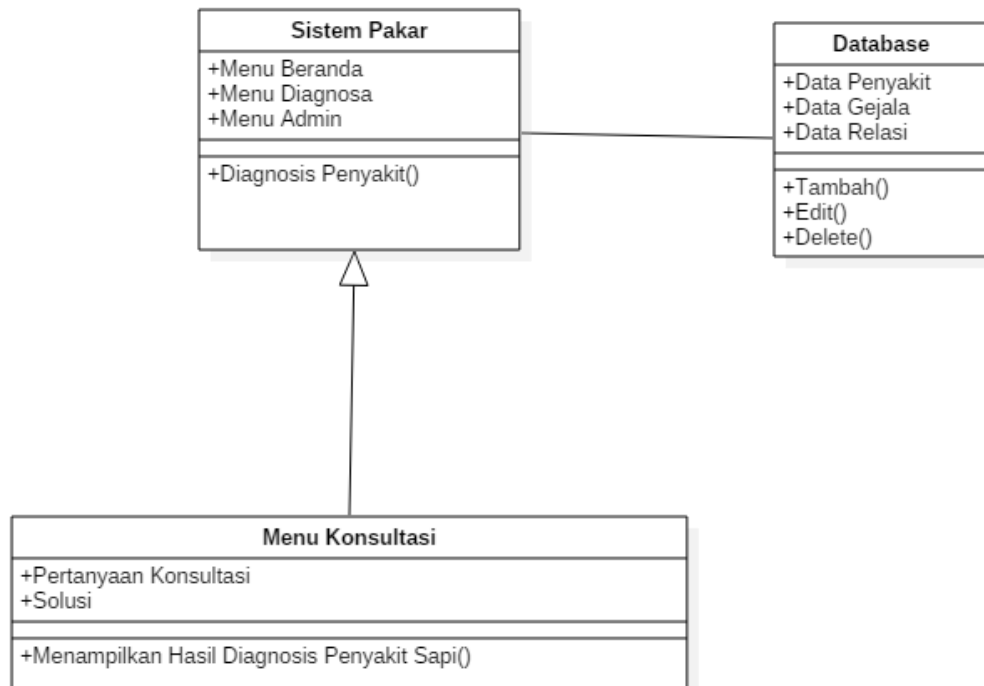 Sistem Pakar
+Menu Beranda
+Menu Diagnosa
+Menu Admin
+Diagnosis Penyakit()
Database
+Data Penyakit
+Data Gejala
+Data Relasi
+Tambah()
+Edit()
+Delete()
Menu Konsultasi
+Pertanyaan Konsultasi
+Solusi
+Menampilkan Hasil Diagnosis Penyakit Sapi()